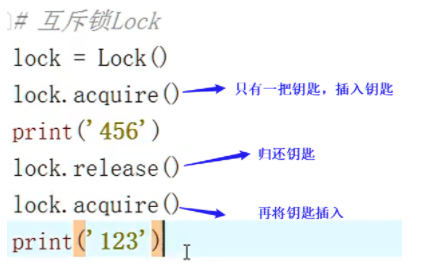 # 互斥锁Lock
lock = Lock()
lock.acquire() 只有一把钥匙，插入钥匙
print('456')
lock.release() 归还钥匙
lock.acquire() 再将钥匙插入
print('123')